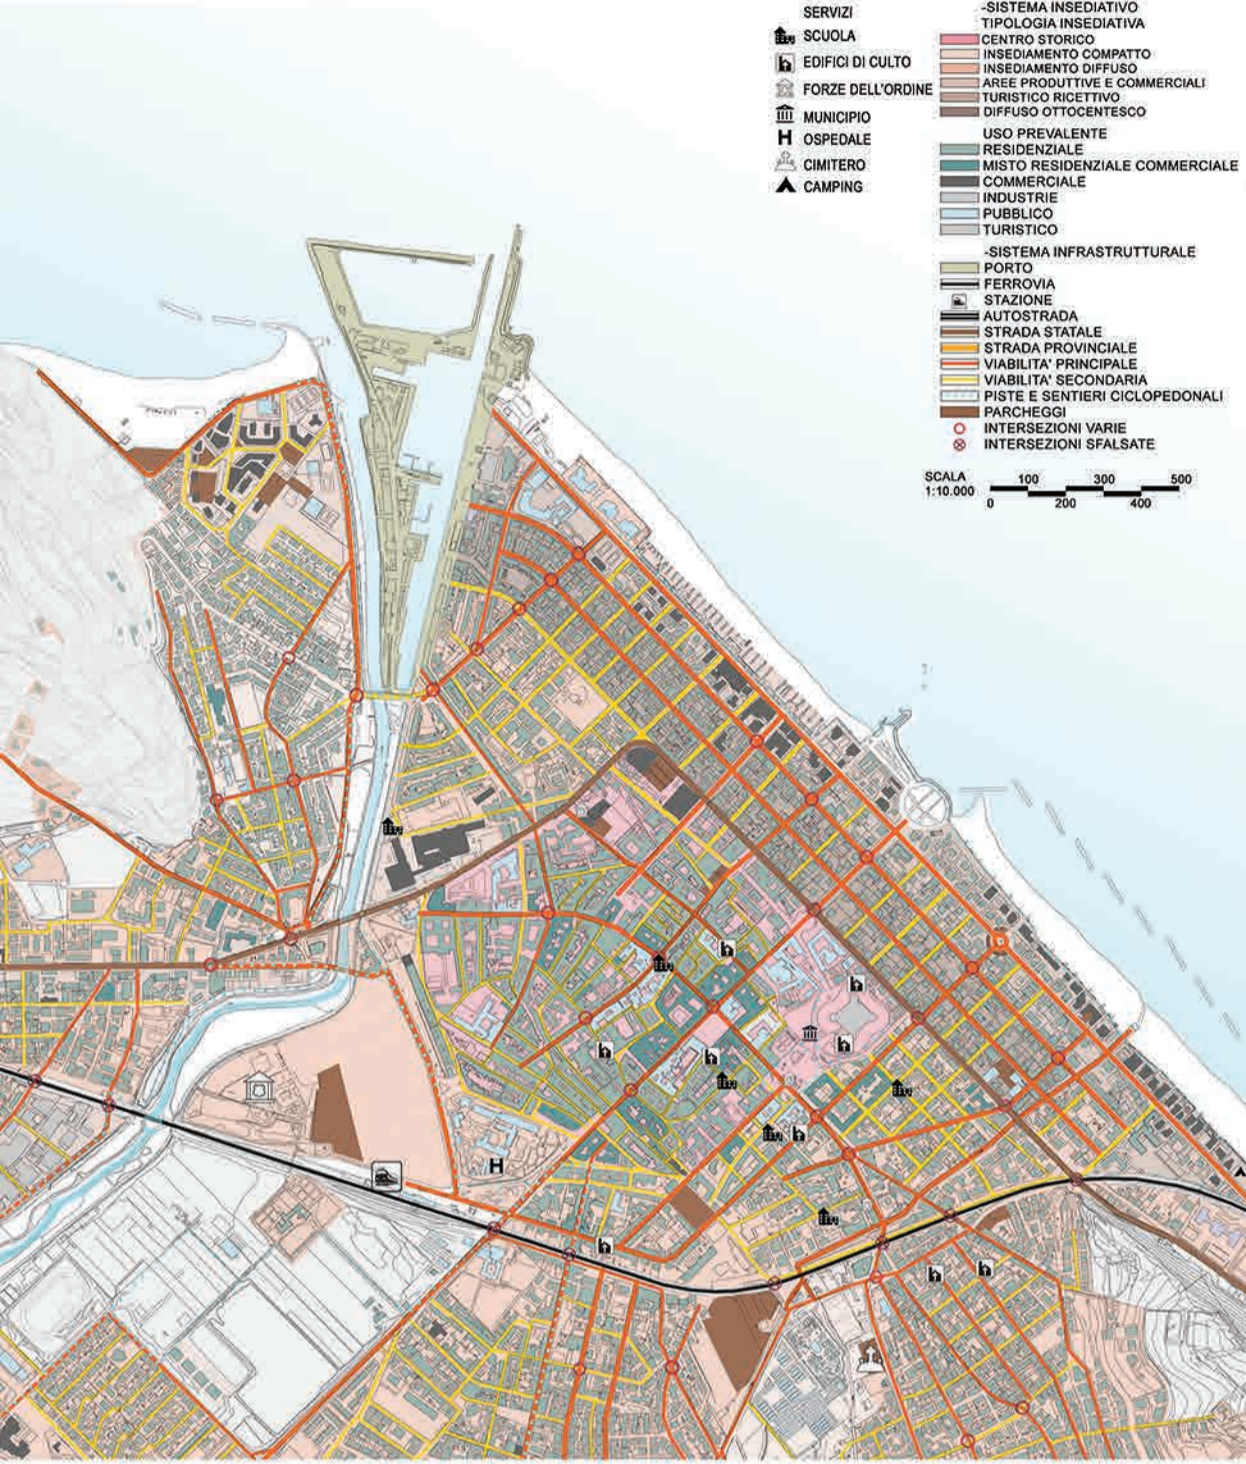 SERVIZI
SCUOLA
EDIFICI DI CULTO
FORZE DELL'ORDINE
MUNICIPIO
H OSPEDALE
CIMITERO
CAMPING
-SISTEMA INSEDIATIVO
TIPOLOGIA INSEDIATIVA
CENTRO STORICO
INSEDIAMENTO COMPATTO
INSEDIAMENTO DIFFUSO
AREE PRODUTTIVE E COMMERCIALI
TURISTICO RICETTIVO
DIFFUSO OTTOCENTESCO
USO PREVALENTE
RESIDENZIALE
MISTO RESIDENZIALE COMMERCIALE
COMMERCIALE
INDUSTRIE
PUBBLICO
TURISTICO
-SISTEMA INFRASTRUTTURALE
PORTO
FERROVIA
STAZIONE
AUTOSTRADA
STRADA STATALE
STRADA PROVINCIALE
VIABILITA' PRINCIPALE
VIABILITA' SECONDARIA
PISTE E SENTIERI CICLOPEDONALI
PARCHEGGI
INTERSEZIONI VARIE
INTERSEZIONI SFALSATE
SCALA
1:10.000
100 300 500
0 200 400
H